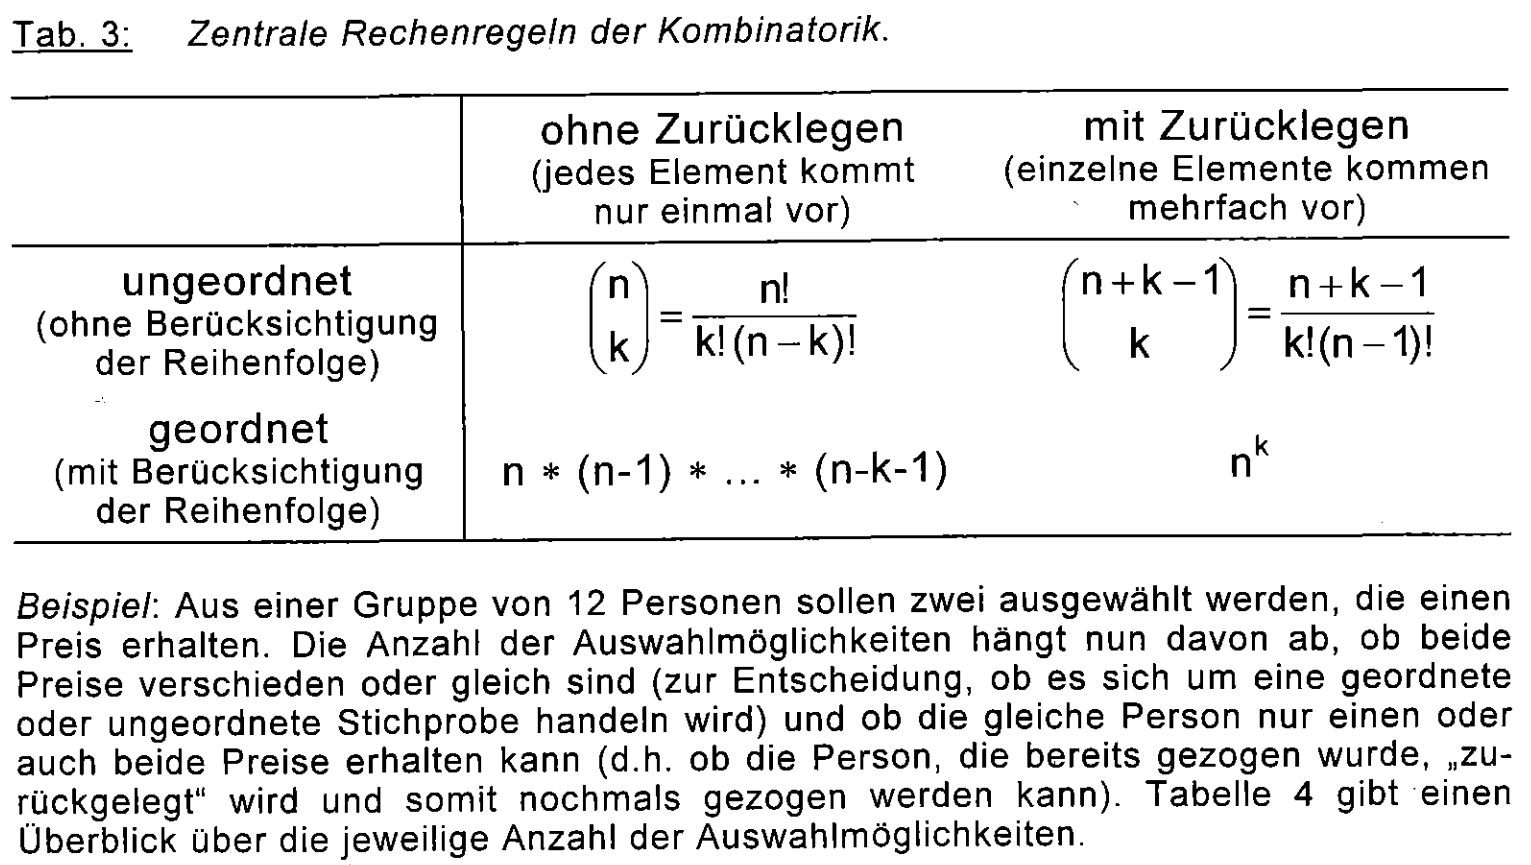 Tab. 3: Zentrale Rechenregeln der Kombinatorik.
ohne Zurücklegen mit Zurücklegen
(jedes Element kommt (einzelne Elemente kommen
nur einmal vor) mehrfach vor)
ungeordnet
(ohne Berücksichtigung
der Reihenfolge)
(n über k) = n! / k!(n – k)!
(n + k – 1 über k) = n + k – 1 / k!(n – 1)!
geordnet
(mit Berücksichtigung
der Reihenfolge)
n * (n-1) * ... * (n-k-1)
n^k
Beispiel: Aus einer Gruppe von 12 Personen sollen zwei ausgewählt werden, die einen
Preis erhalten. Die Anzahl der Auswahlmöglichkeiten hängt nun davon ab, ob beide
Preise verschieden oder gleich sind (zur Entscheidung, ob es sich um eine geordnete
oder ungeordnete Stichprobe handeln wird) und ob die gleiche Person nur einen oder
auch beide Preise erhalten kann (d.h. ob die Person, die bereits gezogen wurde, „zu-
rückgelegt“ wird und somit nochmals gezogen werden kann). Tabelle 4 gibt einen
Überblick über die jeweilige Anzahl der Auswahlmöglichkeiten.